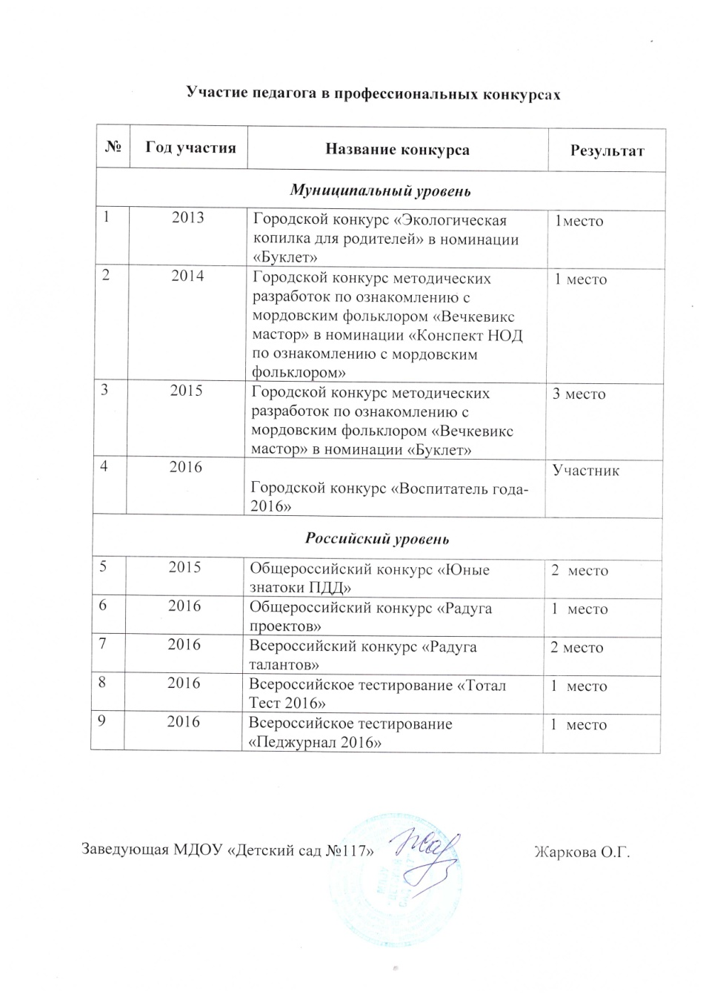 Участие педагога в профессиональных конкурсах
№ Год участия Название конкурса Результат
Муниципальный уровень
1 2013 Городской конкурс «Экологическая 1место
копилка для родителей» в номинации
«Буклет»
2 2014 Городской конкурс методических 1 место
разработок по ознакомлению с
мордовским фольклором «Вечкевикс
мастор» в номинации «Конспект НОД
по ознакомлению с мордовским
фольклором»
3 2015 Городской конкурс методических 3 место
разработок по ознакомлению с
мордовским фольклором «Вечкевикс
мастор» в номинации «Буклет»
4 2016 Участник
Городской конкурс «Воспитатель года-
2016»
Российский уровень
5 2015 Общероссийский конкурс «Юные 2 место
знатоки ПДД»
6 2016 Общероссийский конкурс «Радуга 1 место
проектов»
7 2016 Всероссийский конкурс «Радуга 2 место
талантов»
8 2016 Всероссийское тестирование «Тотал 1 место
Тест 2016»
9 2016 Всероссийское тестирование 1 место
«Педжурнал 2016»
Заведующая МДОУ «Детский сад №117» Жаркова О.Г.